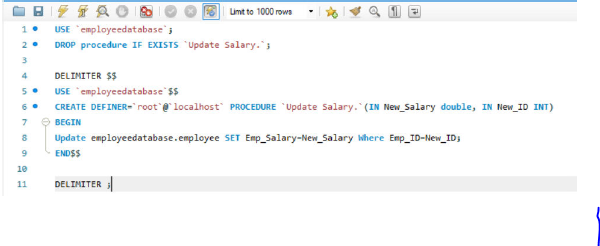 Limit to 1000 rows
1 USE `employeedatabase`;
2 DROP procedure IF EXISTS `Update Salary.`;
3
4 DELIMITER $$
5 USE `employeedatabase`$$
6 CREATE DEFINER=`root`@`localhost` PROCEDURE `Update Salary.`(IN New_Salary double, IN New_ID INT)
7 BEGIN
8 Update employeedatabase.employee SET Emp_Salary=New_Salary Where Emp_ID=New_ID;
9 END$$
10
11 DELIMITER ;